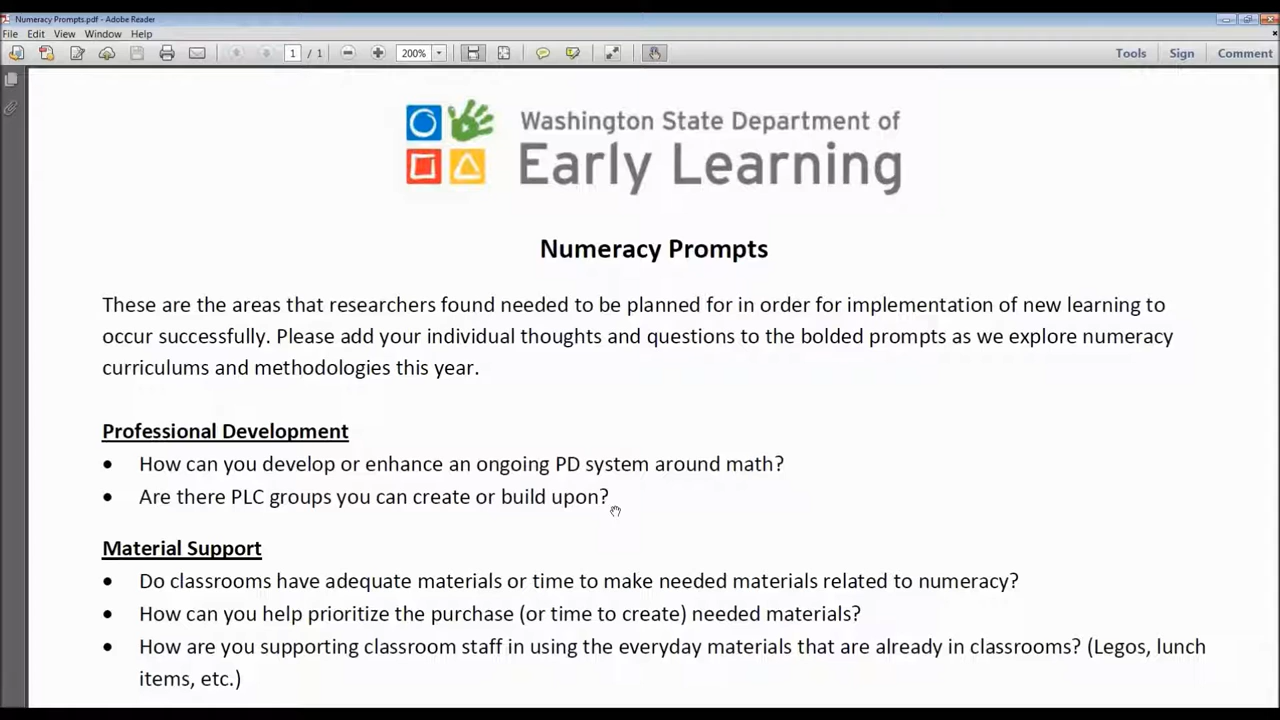 Numeracy Prompts.pdf - Adobe Reader
File Edit View Window Help
1 / 1 200% Tools Sign Comment
Washington State Department of
Early Learning
Numeracy Prompts
These are the areas that researchers found needed to be planned for in order for implementation of new learning to
occur successfully. Please add your individual thoughts and questions to the bolded prompts as we explore numeracy
curriculums and methodologies this year.
Professional Development
• How can you develop or enhance an ongoing PD system around math?
• Are there PLC groups you can create or build upon?
Material Support
• Do classrooms have adequate materials or time to make needed materials related to numeracy?
• How can you help prioritize the purchase (or time to create) needed materials?
• How are you supporting classroom staff in using the everyday materials that are already in classrooms? (Legos, lunch
items, etc.)